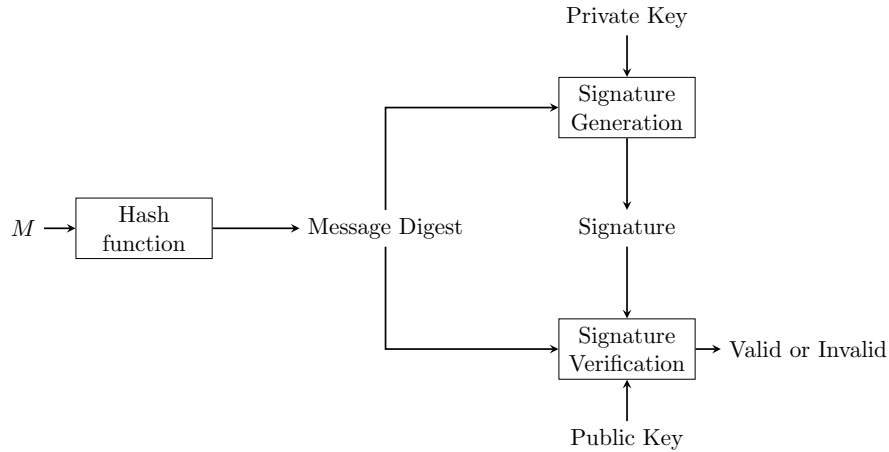 Private Key
Signature
Generation
M
Hash
function
Message Digest
Signature
Signature
Verification
Valid or Invalid
Public Key